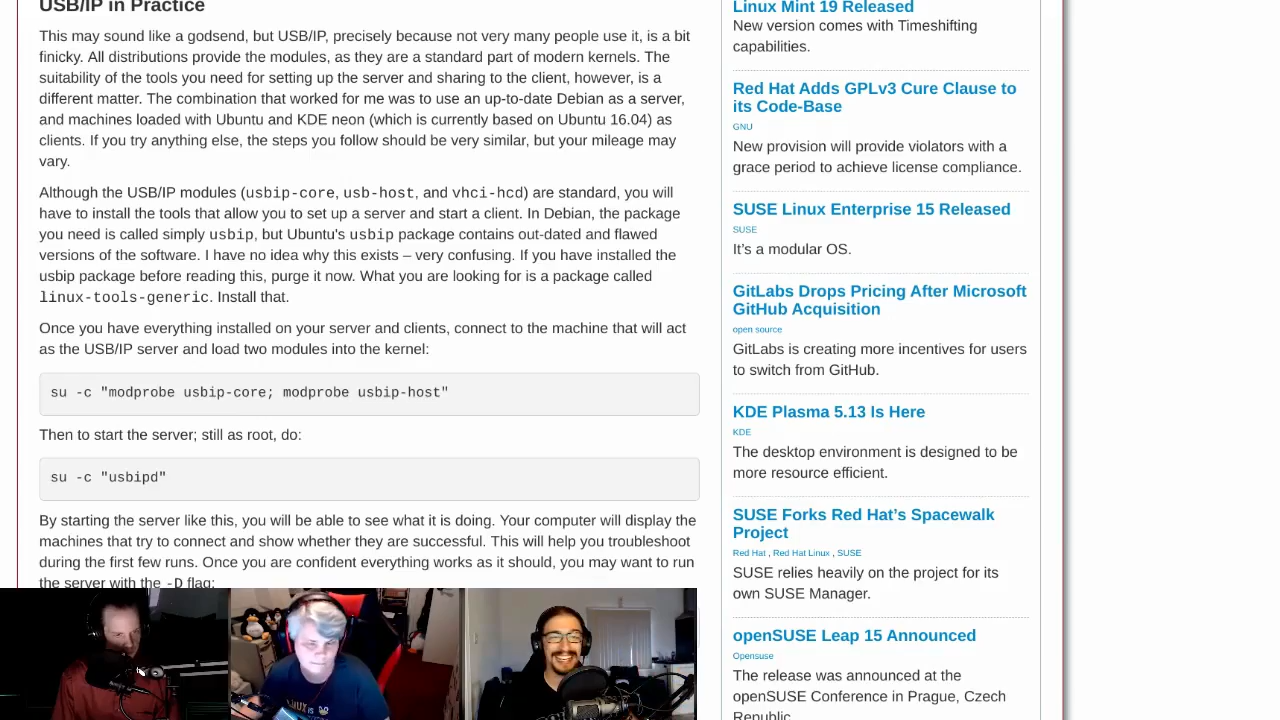 USB/IP in Practice
This may sound like a godsend, but USB/IP, precisely because not very many people use it, is a bit
finicky. All distributions provide the modules, as they are a standard part of modern kernels. The
suitability of the tools you need for setting up the server and sharing to the client, however, is a
different matter. The combination that worked for me was to use an up-to-date Debian as a server,
and machines loaded with Ubuntu and KDE neon (which is currently based on Ubuntu 16.04) as
clients. If you try anything else, the steps you follow should be very similar, but your mileage may
vary.
Although the USB/IP modules (usbip-core, usb-host, and vhci-hcd) are standard, you will
have to install the tools that allow you to set up a server and start a client. In Debian, the package
you need is called simply usbip, but Ubuntu's usbip package contains out-dated and flawed
versions of the software. I have no idea why this exists – very confusing. If you have installed the
usbip package before reading this, purge it now. What you are looking for is a package called
linux-tools-generic. Install that.
Once you have everything installed on your server and clients, connect to the machine that will act
as the USB/IP server and load two modules into the kernel:
su -c "modprobe usbip-core; modprobe usbip-host"
Then to start the server; still as root, do:
su -c "usbipd"
By starting the server like this, you will be able to see what it is doing. Your computer will display the
machines that try to connect and show whether they are successful. This will help you troubleshoot
during the first few runs. Once you are confident everything works as it should, you may want to run
the server with the -D flag:
Linux Mint 19 Released
New version comes with Timeshifting
capabilities.
Red Hat Adds GPLv3 Cure Clause to
its Code-Base
GNU
New provision will provide violators with a
grace period to achieve license compliance.
SUSE Linux Enterprise 15 Released
SUSE
It's a modular OS.
GitLabs Drops Pricing After Microsoft
GitHub Acquisition
open source
GitLabs is creating more incentives for users
to switch from GitHub.
KDE Plasma 5.13 Is Here
KDE
The desktop environment is designed to be
more resource efficient.
SUSE Forks Red Hat's Spacewalk
Project
Red Hat , Red Hat Linux , SUSE
SUSE relies heavily on the project for its
own SUSE Manager.
openSUSE Leap 15 Announced
Opensuse
The release was announced at the
openSUSE Conference in Prague, Czech
Republic